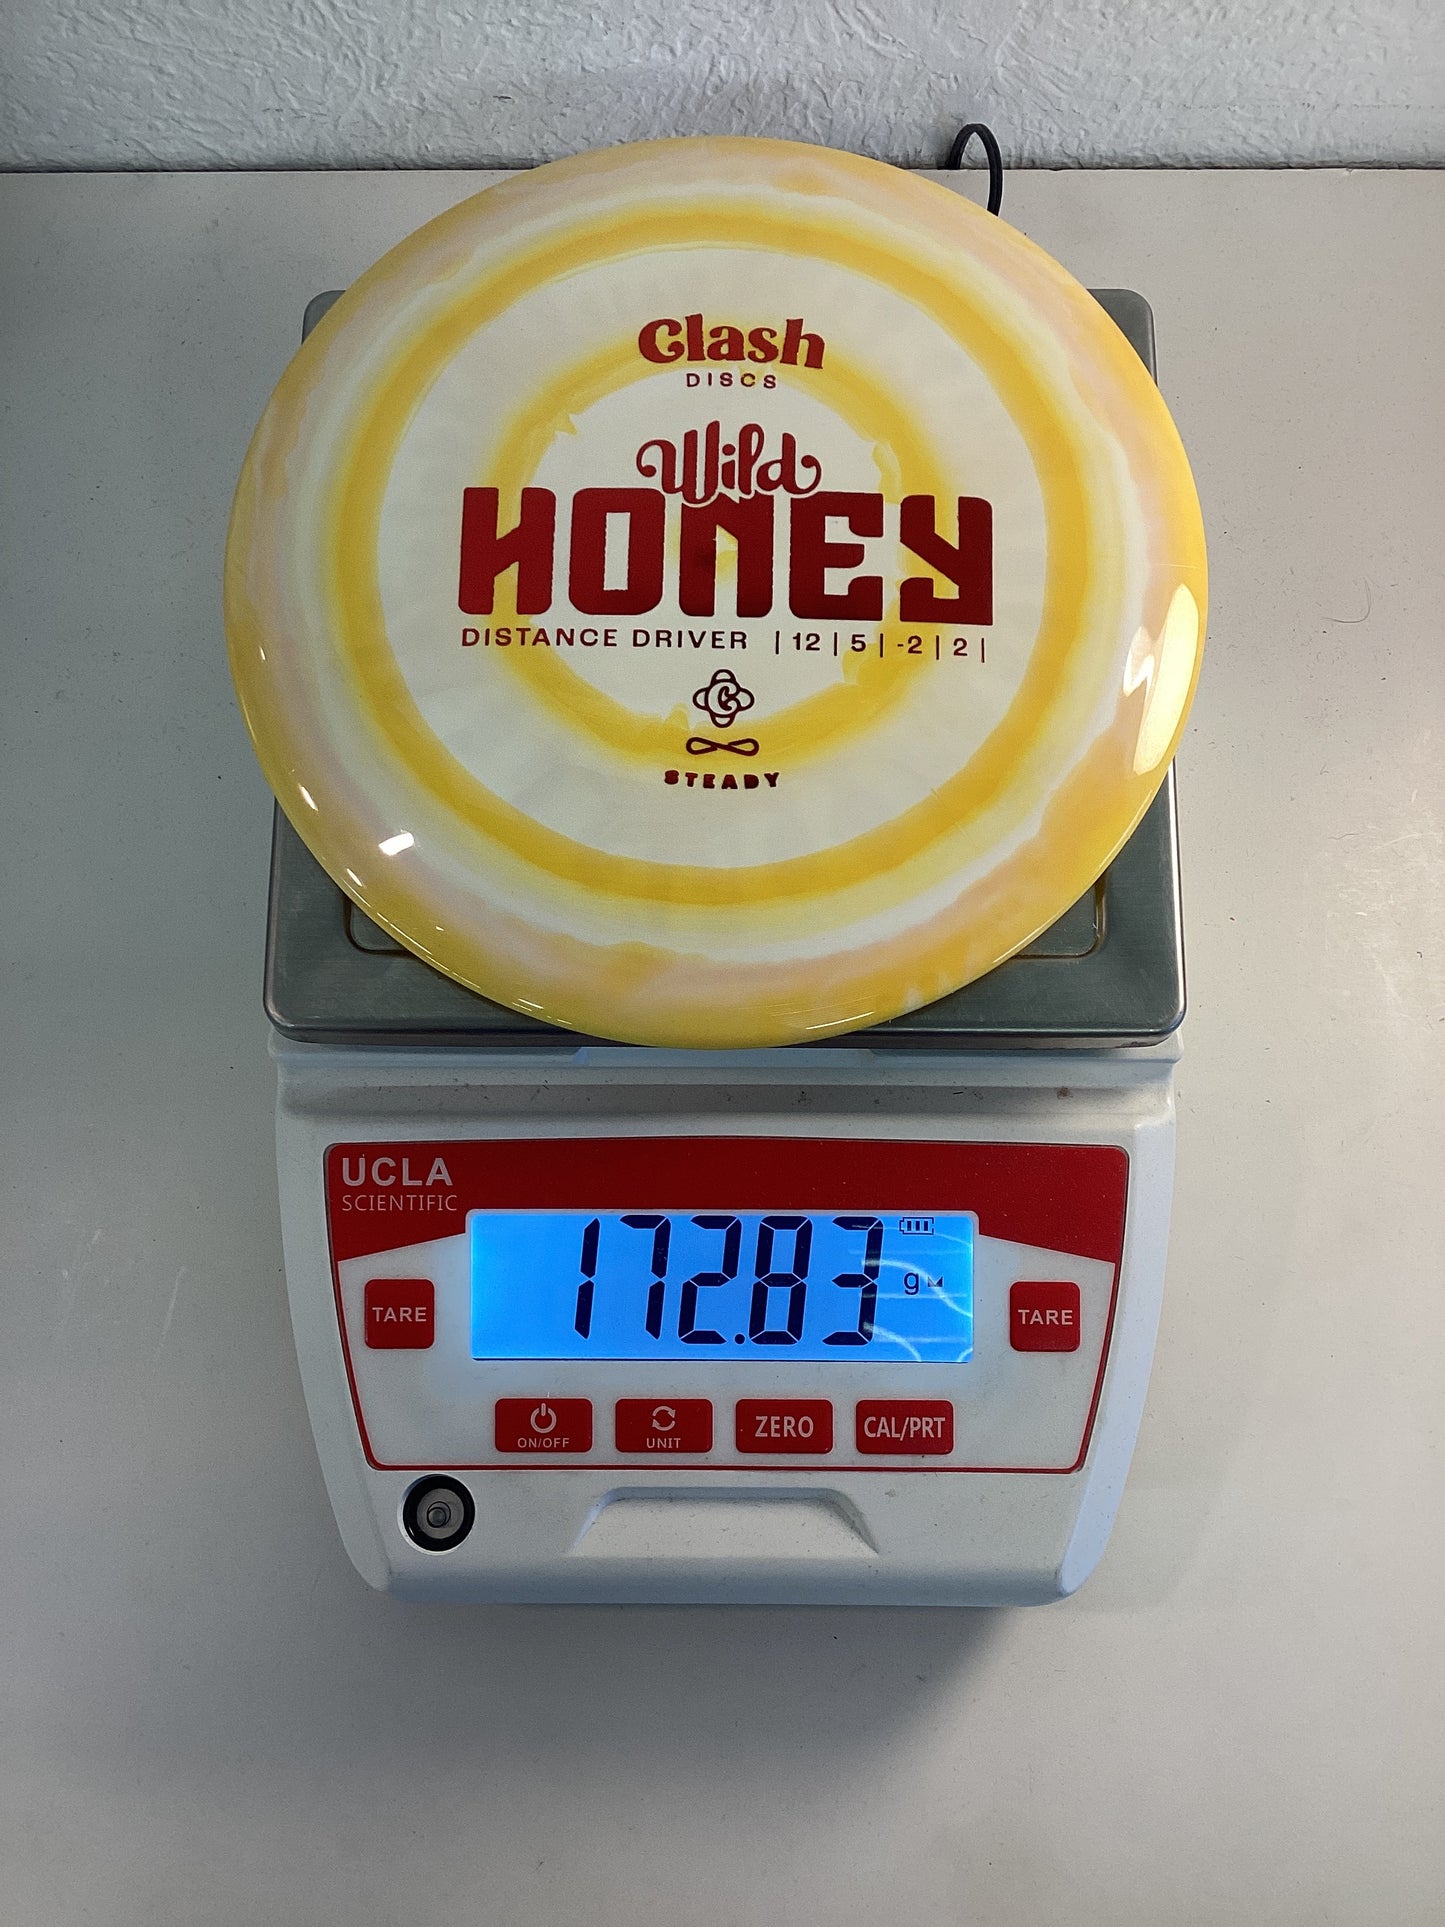 Clash
DISCS
Wild
HONEY
DISTANCE DRIVER | 12 | 5 | -2 | 2 |
C
STEADY
UCLA
SCIENTIFIC
172.83
g
TARE
TARE
ON/OFF
UNIT
ZERO
CAL/PRT